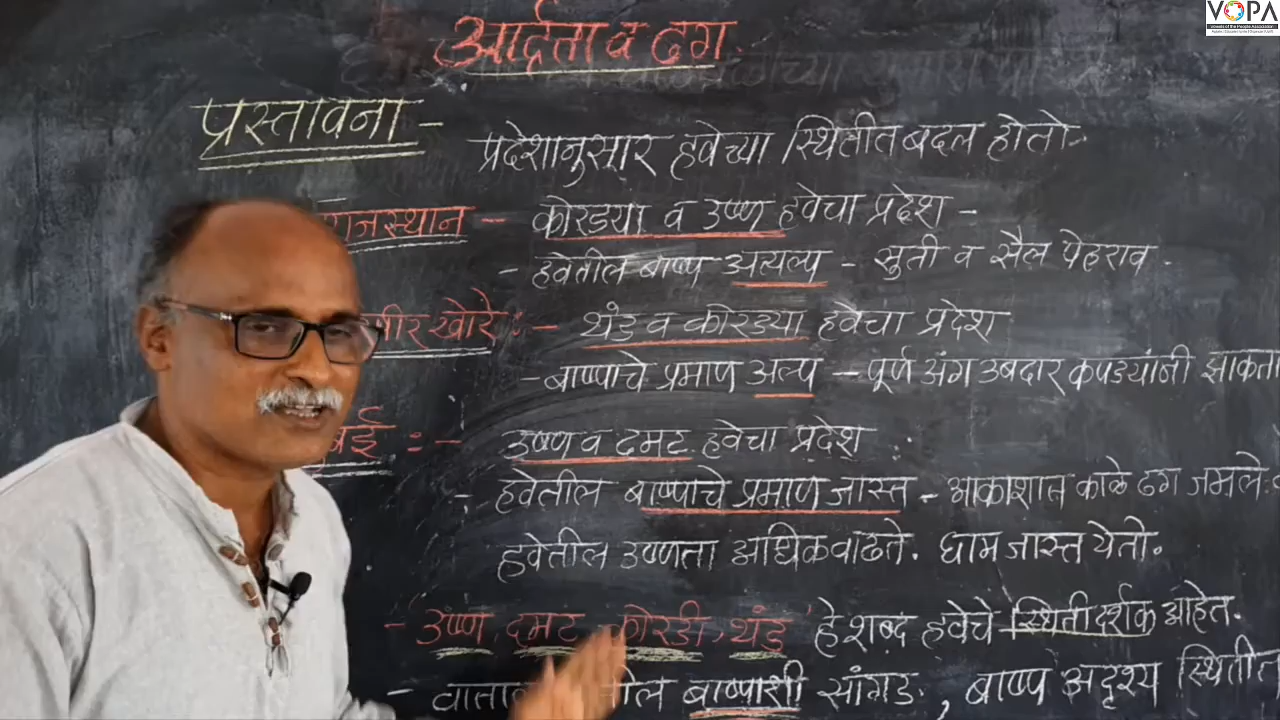 VOPA
आर्द्रता व ढग.
प्रस्तावना -
प्रदेशानुसार हवेच्या स्थितीत बदल होतो-
राजस्थान - कोरड्या व उष्ण हवेचा प्रदेश -
- हवेतील बाष्प अत्यल्प - सुती व सैल पेहराव.
खोरे :- थंड व कोरड्या हवेचा प्रदेश
- बाष्पाचे प्रमाण अल्प - पूर्ण अंग उबदार कपड्यांनी झाकता
:- उष्ण व दमट हवेचा प्रदेश
- हवेतील बाष्पाचे प्रमाण जास्त - आकाशात काळे ढग जमले.
हवेतील उष्णता अधिक वाढते. घाम जास्त येतो.
- उष्ण, दमट, कोरडी, थंड हे शब्द हवेचे स्थितीदर्शक आहेत.
- बाष्पाशी सांगड, बाष्प अदृश्य स्थितीत